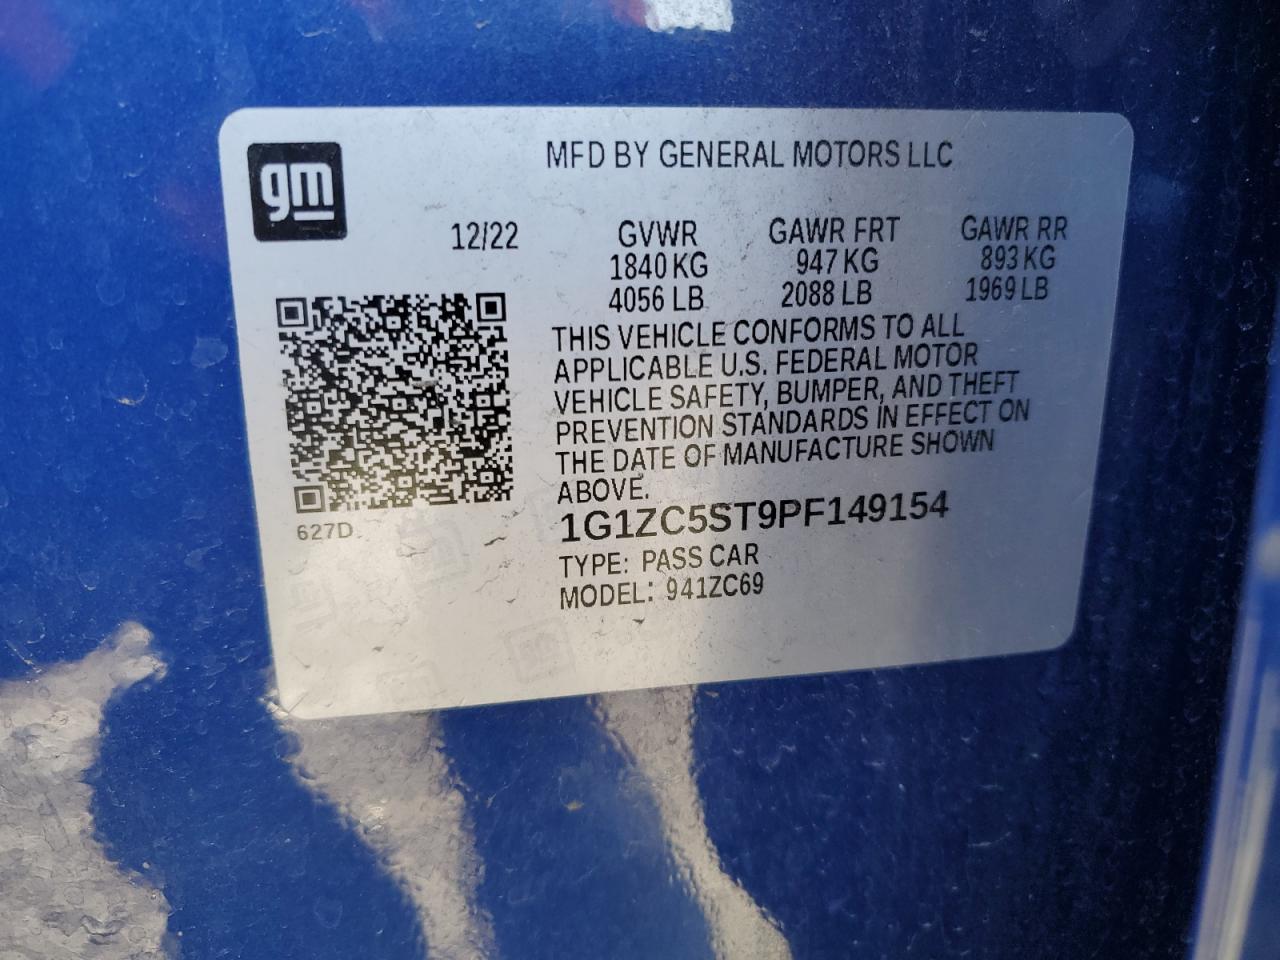 MFD BY GENERAL MOTORS LLC
gm
12/22 GVWR GAWR FRT GAWR RR
1840 KG 947 KG 893 KG
4056 LB 2088 LB 1969 LB
THIS VEHICLE CONFORMS TO ALL
APPLICABLE U.S. FEDERAL MOTOR
VEHICLE SAFETY, BUMPER, AND THEFT
PREVENTION STANDARDS IN EFFECT ON
THE DATE OF MANUFACTURE SHOWN
ABOVE.
627D
1G1ZC5ST9PF149154
TYPE: PASS CAR
MODEL: 941ZC69